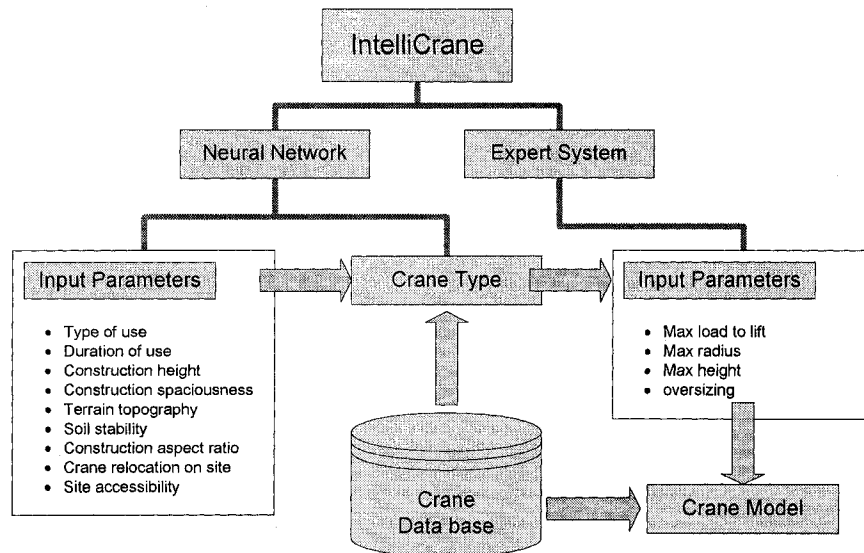 IntelliCrane
Neural Network
Expert System
Input Parameters
• Type of use
• Duration of use
• Construction height
• Construction spaciousness
• Terrain topography
• Soil stability
• Construction aspect ratio
• Crane relocation on site
• Site accessibility
Crane Type
Input Parameters
• Max load to lift
• Max radius
• Max height
• oversizing
Crane
Data base
Crane Model